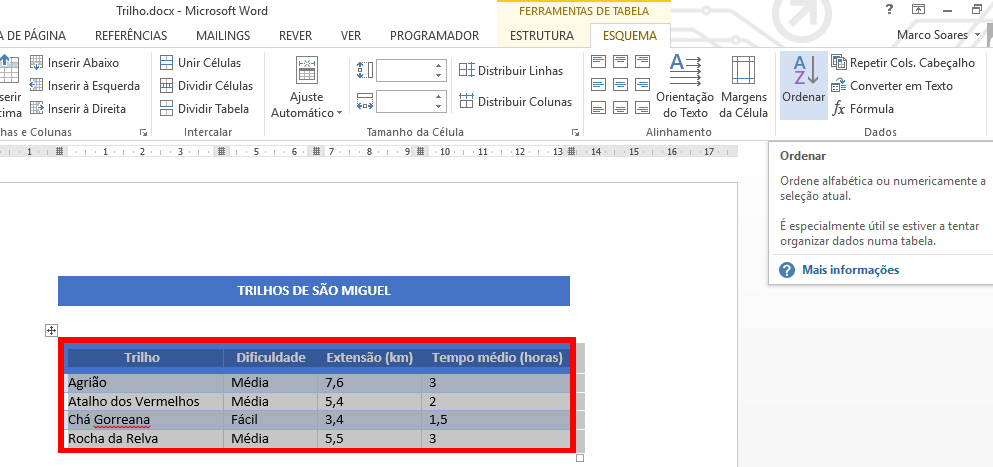 Trilho.docx - Microsoft Word
FERRAMENTAS DE TABELA
?
A DE PÁGINA REFERÊNCIAS MAILINGS REVER VER PROGRAMADOR ESTRUTURA ESQUEMA Marco Soares
Inserir Abaixo
Inserir à Esquerda
Inserir à Direita
serir
ima
has e Colunas
Unir Células
Dividir Células
Dividir Tabela
Intercalar
Ajuste
Automático
Distribuir Linhas
Distribuir Colunas
Tamanho da Célula
Orientação
do Texto
Margens
da Célula
Alinhamento
A
Z
Ordenar
Repetir Cols. Cabeçalho
Converter em Texto
fx Fórmula
Dados
1 1 2 3 4 5 6 7 8 9 10 11 12 13 14 15 16 17
Ordenar
Ordene alfabética ou numericamente a
seleção atual.
É especialmente útil se estiver a tentar
organizar dados numa tabela.
? Mais informações
TRILHOS DE SÃO MIGUEL
Trilho Dificuldade Extensão (km) Tempo médio (horas)
Agrião Média 7,6 3
Atalho dos Vermelhos Média 5,4 2
Chá Gorreana Fácil 3,4 1,5
Rocha da Relva Média 5,5 3